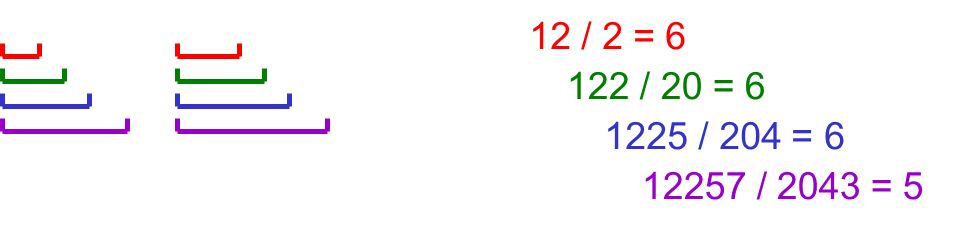 12 / 2 = 6
122 / 20 = 6
1225 / 204 = 6
12257 / 2043 = 5